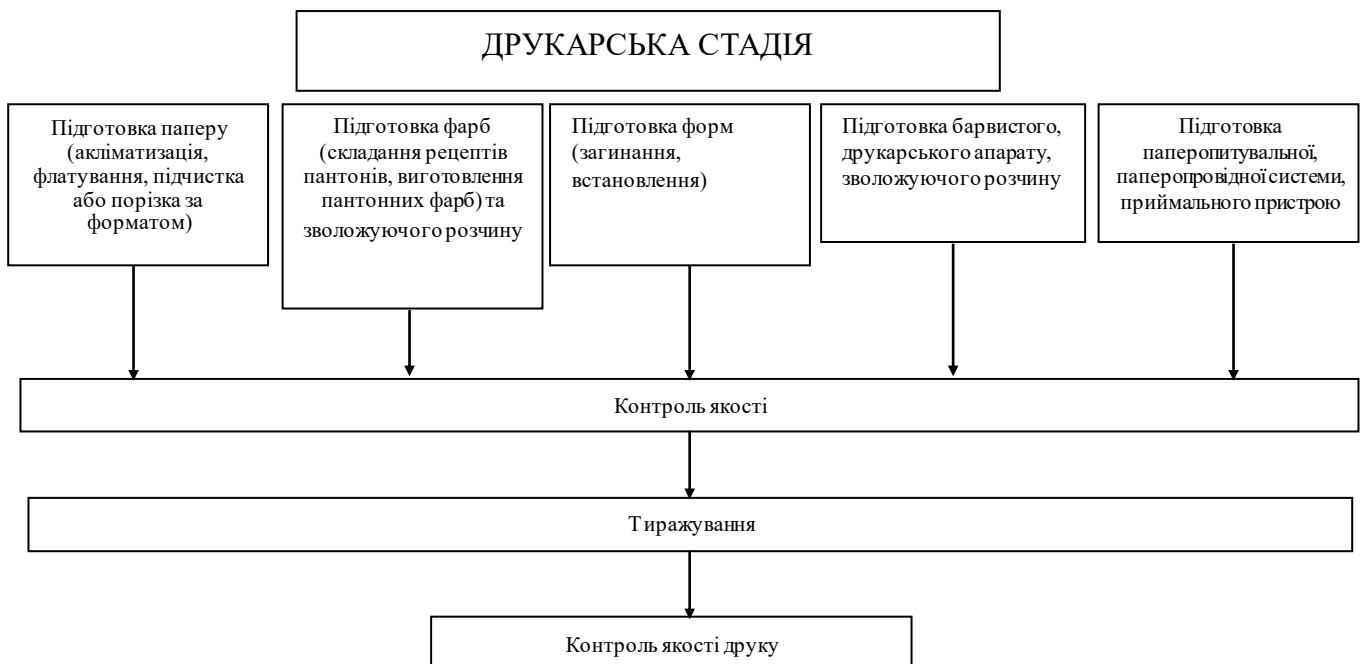 ДРУКАРСЬКА СТАДІЯ
Підготовка паперу
(акліматизація,
флатування, підчистка
або порізка за
форматом)
Підготовка фарб
(складання рецептів
пантонів, виготовлення
пантонних фарб) та
зволожуючого розчину
Підготовка форм
(загинання,
встановлення)
Підготовка барвистого,
друкарського апарату,
зволожуючого розчину
Підготовка
паперопитувальної,
паперопровідної системи,
приймального пристрою
Контроль якості
Тиражування
Контроль якості друку